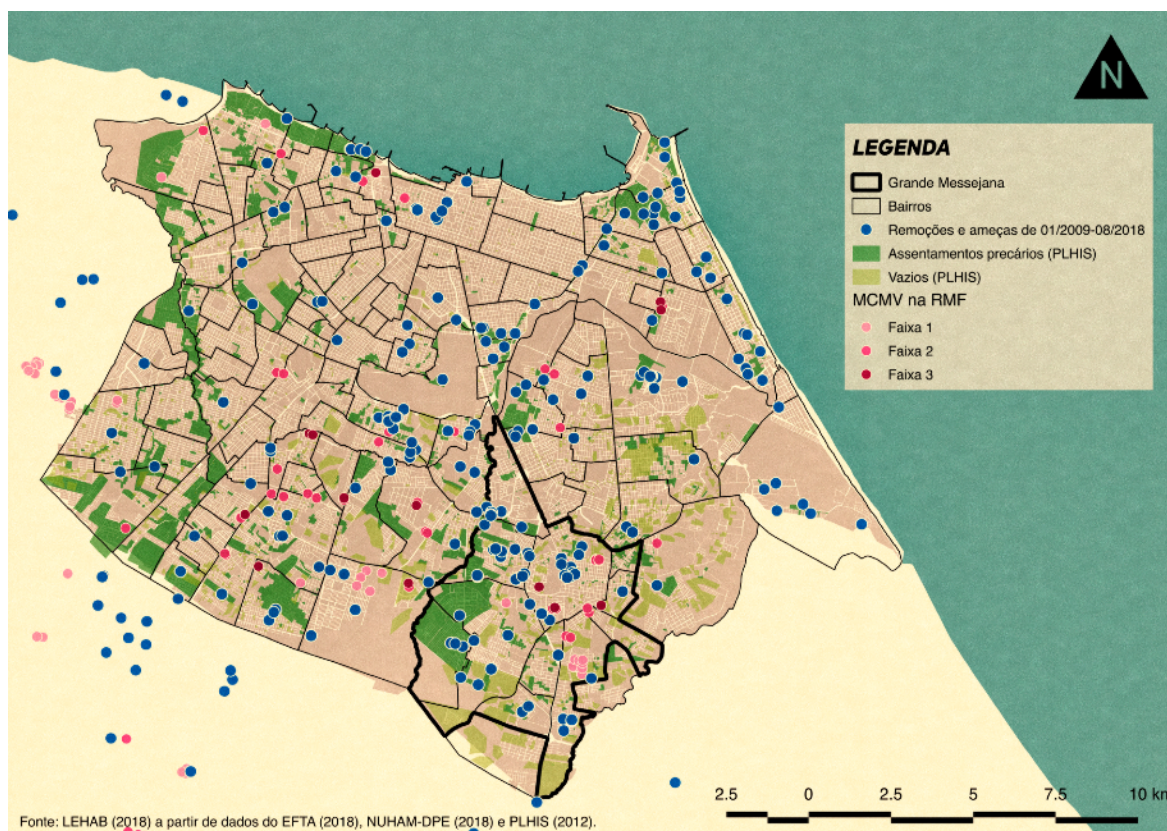 N
LEGENDA
Grande Messejana
Bairros
Remoções e ameças de 01/2009-08/2018
Assentamentos precários (PLHIS)
Vazios (PLHIS)
MCMV na RMF
Faixa 1
Faixa 2
Faixa 3
2.5 0 2.5 5 7.5 10 km
Fonte: LEHAB (2018) a partir de dados do EFTA (2018), NUHAM-DPE (2018) e PLHIS (2012).